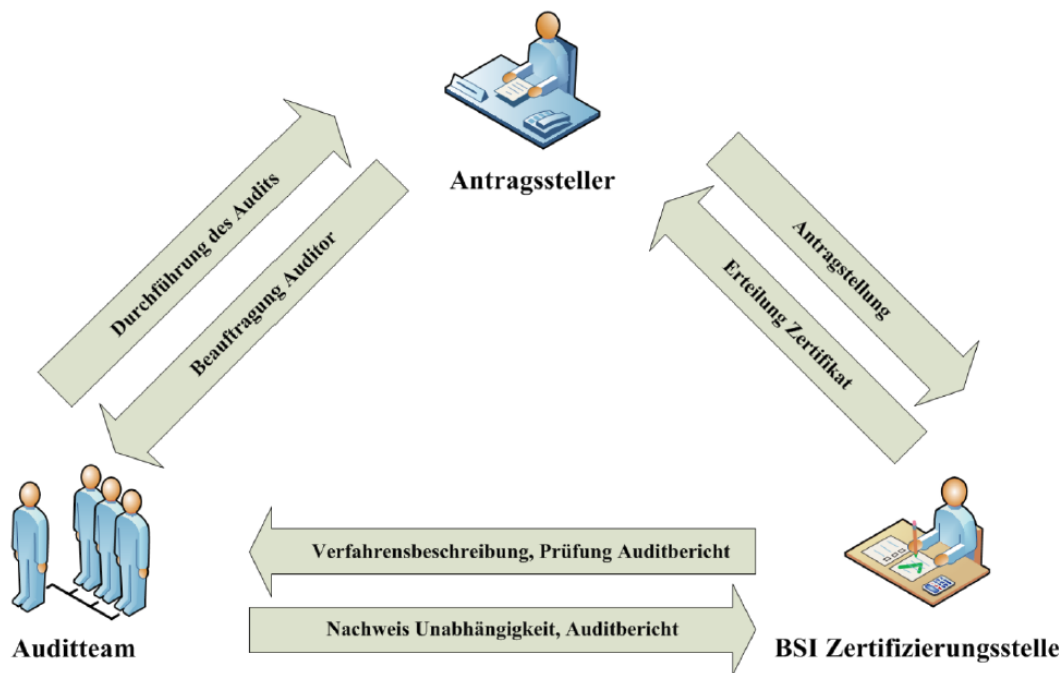 Antragssteller
Durchführung des Audits
Beauftragung Auditor
Antragstellung
Erteilung Zertifikat
Verfahrensbeschreibung, Prüfung Auditbericht
Nachweis Unabhängigkeit, Auditbericht
Auditteam
BSI Zertifizierungsstelle